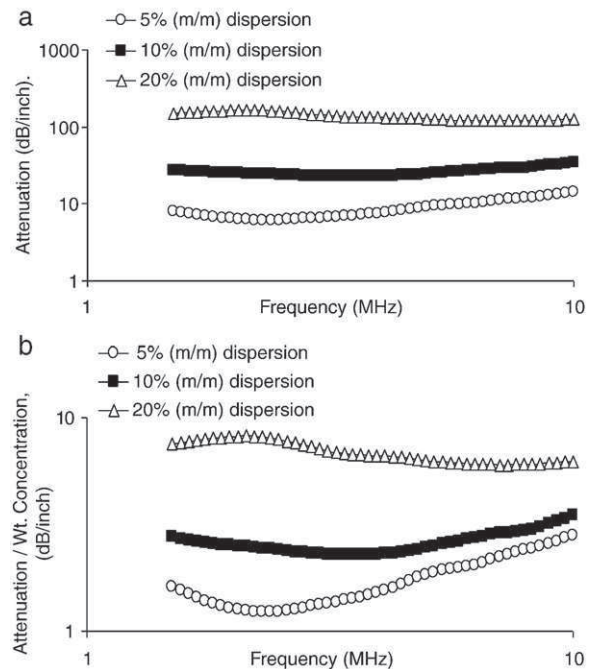 a
5% (m/m) dispersion
10% (m/m) dispersion
20% (m/m) dispersion
1000
100
10
1
Attenuation (dB/inch).
1
Frequency (MHz)
10
b
5% (m/m) dispersion
10% (m/m) dispersion
20% (m/m) dispersion
10
1
Attenuation / Wt. Concentration,
(dB/inch)
1
Frequency (MHz)
10